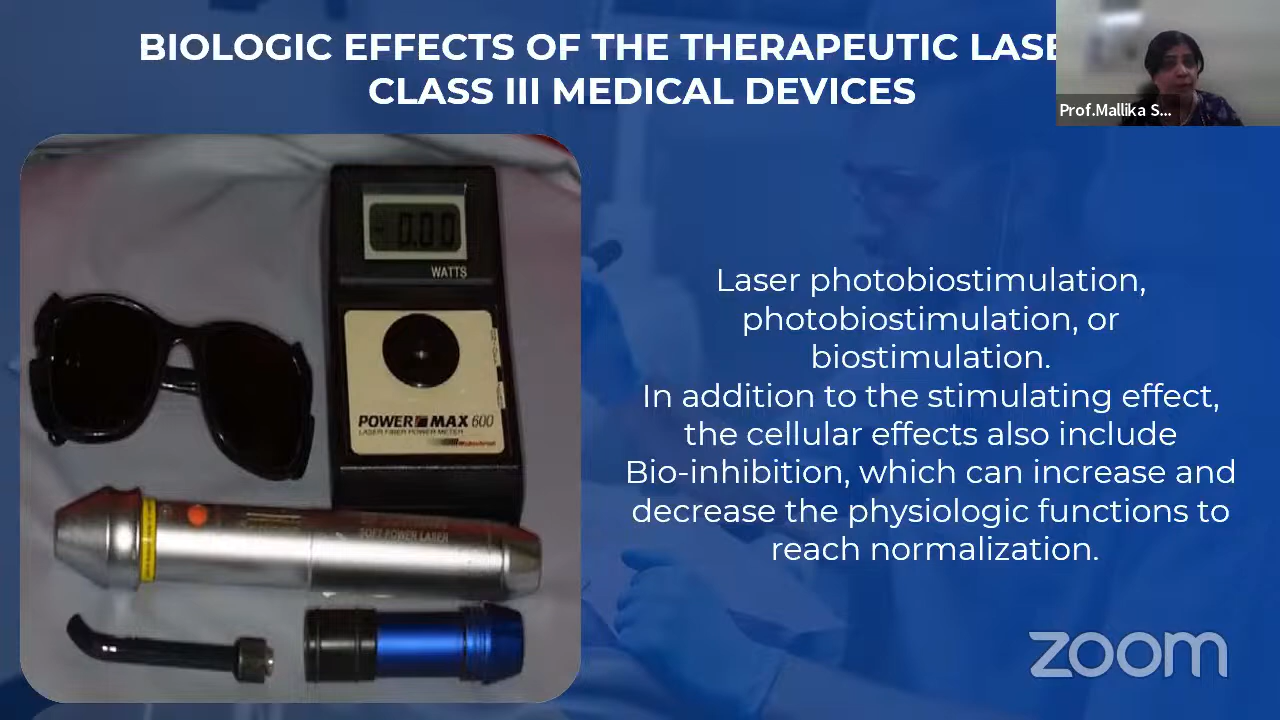 BIOLOGIC EFFECTS OF THE THERAPEUTIC LASE
CLASS III MEDICAL DEVICES
Prof.Mallika S...
- 0.00
WATTS
POWER MAX 600
LASER FIBER POWER METER
SOFT POWER LASER
Laser photobiostimulation,
photobiostimulation, or
biostimulation.
In addition to the stimulating effect,
the cellular effects also include
Bio-inhibition, which can increase and
decrease the physiologic functions to
reach normalization.
zoom